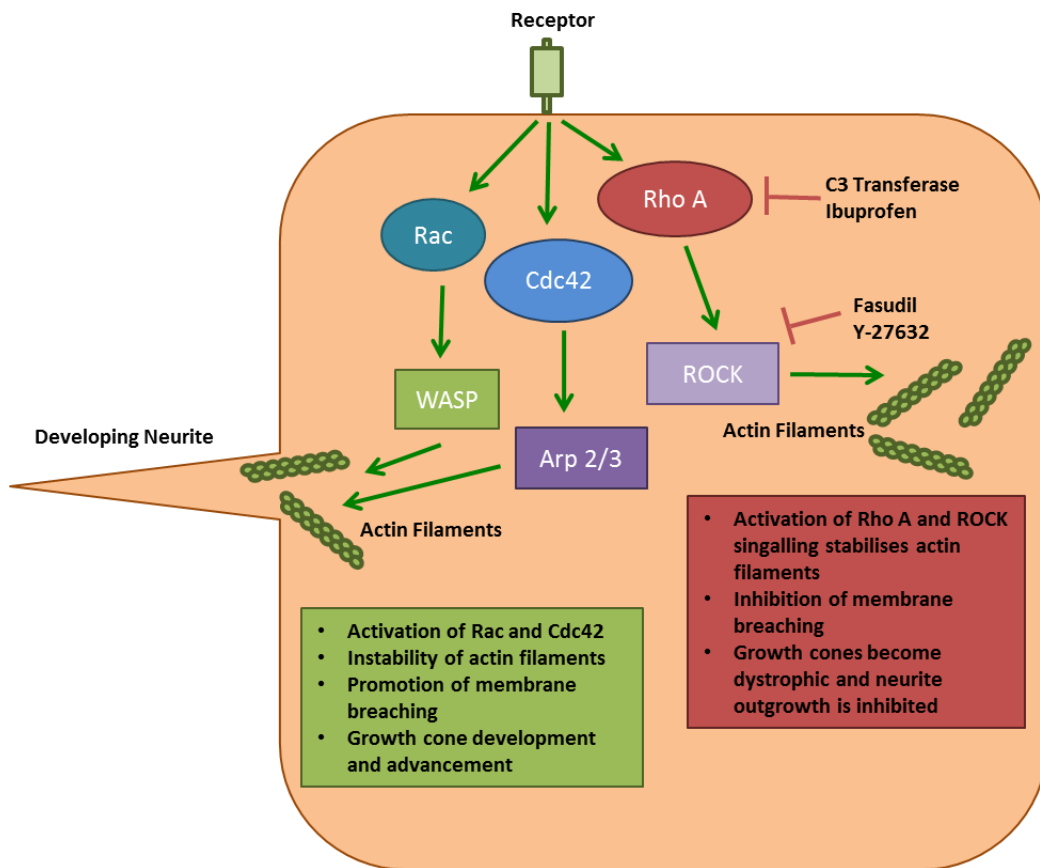 Receptor
Rho A
C3 Transferase
Ibuprofen
Rac
Cdc42
Fasudil
Y-27632
ROCK
WASP
Developing Neurite
Actin Filaments
Arp 2/3
Actin Filaments
• Activation of Rho A and ROCK
singalling stabilises actin
filaments
• Inhibition of membrane
breaching
• Growth cones become
dystrophic and neurite
outgrowth is inhibited
• Activation of Rac and Cdc42
• Instability of actin filaments
• Promotion of membrane
breaching
• Growth cone development
and advancement